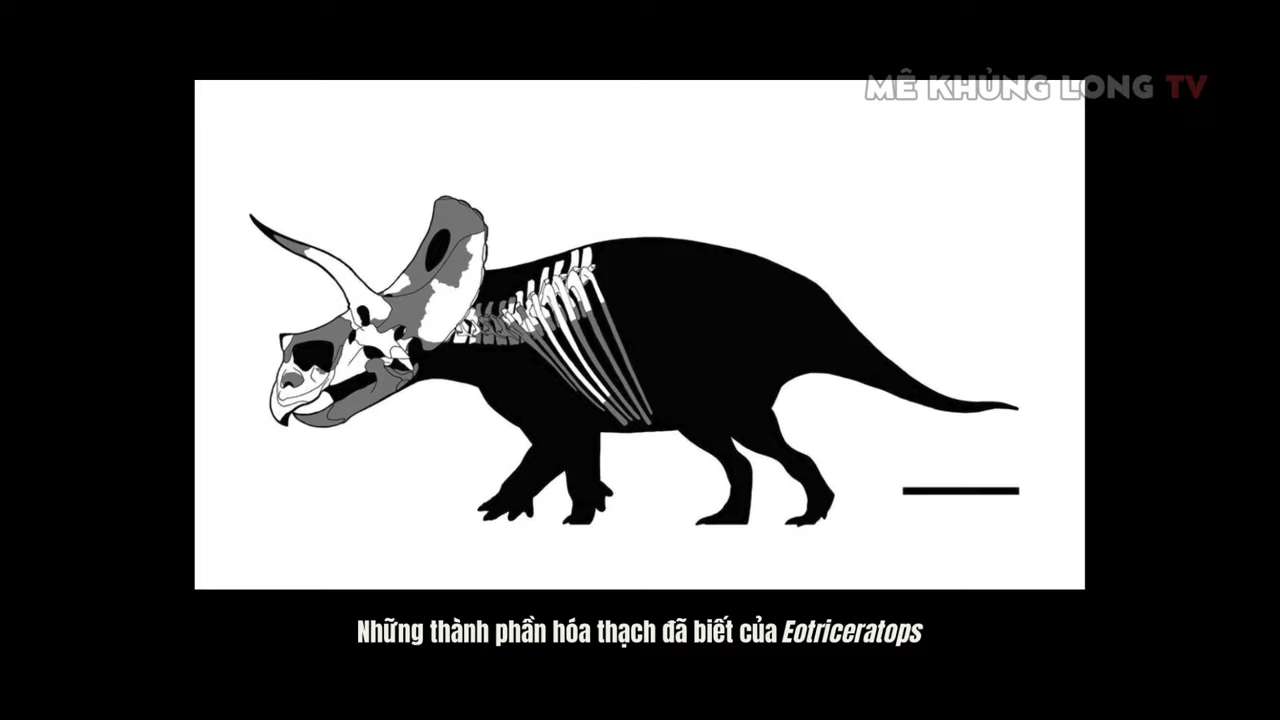 MÊ KHỦNG LONG TV
Những thành phần hóa thạch đã biết của Eotriceratops